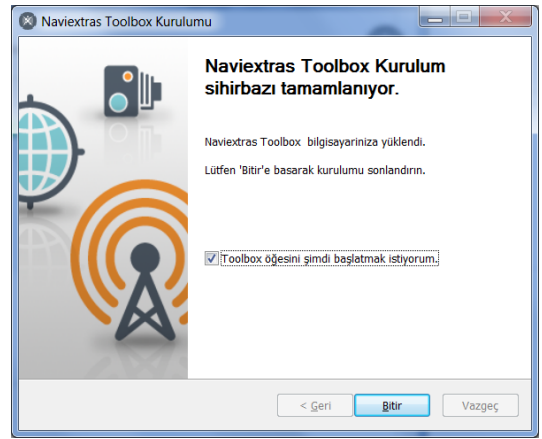 Naviextras Toolbox Kurulumu
Naviextras Toolbox Kurulum
sihirbazı tamamlanıyor.
Naviextras Toolbox  bilgisayariniza yüklendi.
Lütfen 'Bitir'e basarak kurulumu sonlandırın.
Toolbox öğesini şimdi başlatmak istiyorum.
< Geri
Bitir
Vazgeç